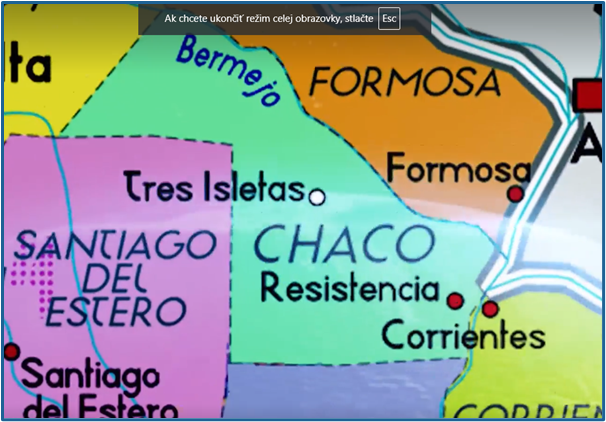 Ak chcete ukončiť režim celej obrazovky, stlačte Esc
lta
Bermejo
FORMOSA
A
Formosa
Tres Isletas
SANTIAGO
DEL
ESTERO
CHACO
Resistencia
Corrientes
Santiago
del Estero
CORRIEN